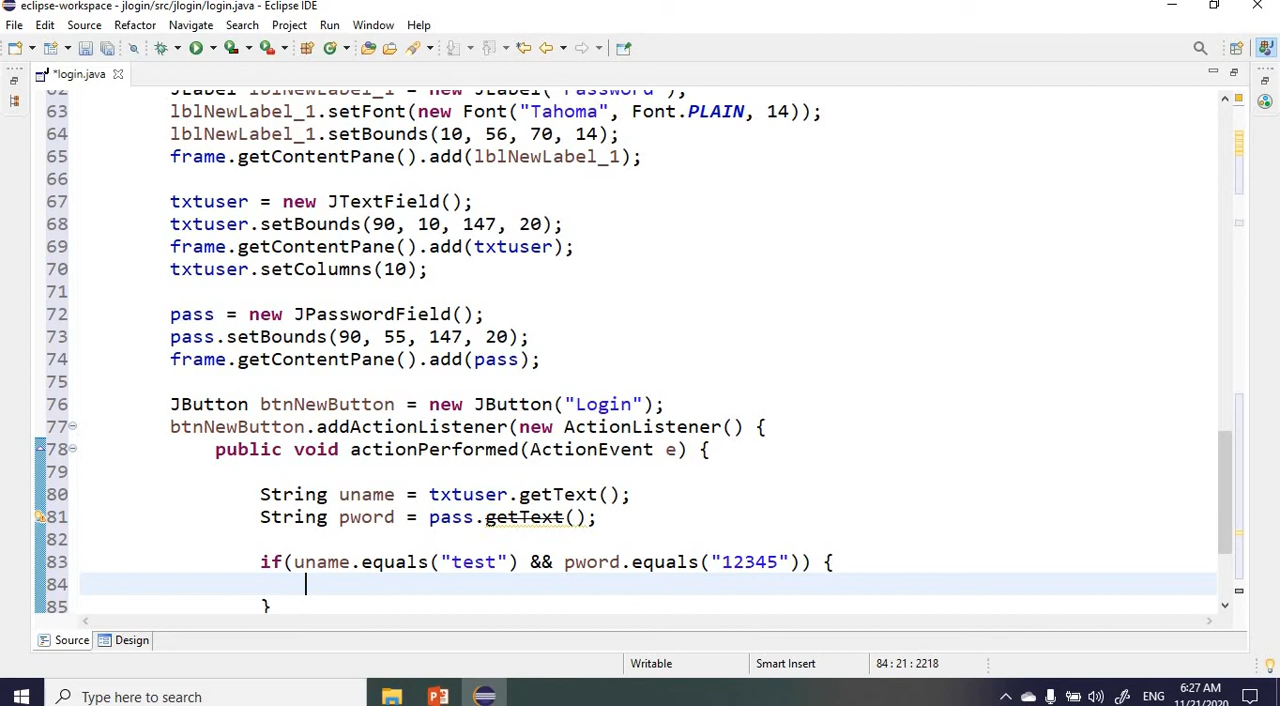 eclipse-workspace - jlogin/src/jlogin/login.java - Eclipse IDE
File Edit Source Refactor Navigate Search Project Run Window Help
*login.java
62 JLabel lblNewLabel_1 = new JLabel("Password");
63 lblNewLabel_1.setFont(new Font("Tahoma", Font.PLAIN, 14));
64 lblNewLabel_1.setBounds(10, 56, 70, 14);
65 frame.getContentPane().add(lblNewLabel_1);
66
67 txtuser = new JTextField();
68 txtuser.setBounds(90, 10, 147, 20);
69 frame.getContentPane().add(txtuser);
70 txtuser.setColumns(10);
71
72 pass = new JPasswordField();
73 pass.setBounds(90, 55, 147, 20);
74 frame.getContentPane().add(pass);
75
76 JButton btnNewButton = new JButton("Login");
77 btnNewButton.addActionListener(new ActionListener() {
78 public void actionPerformed(ActionEvent e) {
79
80 String uname = txtuser.getText();
81 String pword = pass.getText();
82
83 if(uname.equals("test") && pword.equals("12345")) {
84
85 }
Source Design
Writable Smart Insert 84 : 21 : 2218
Type here to search
ENG 6:27 AM
11/21/2020